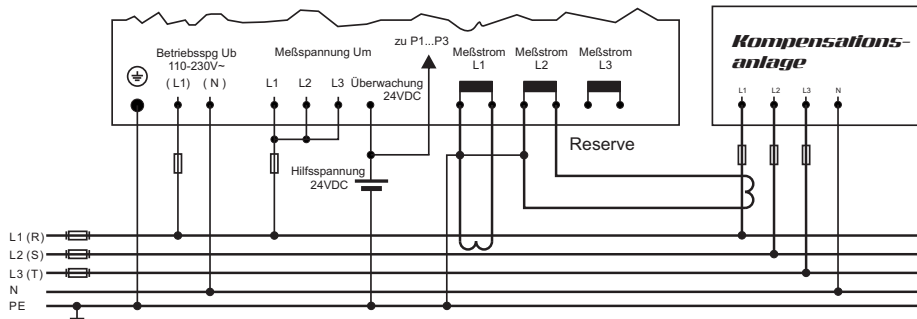 zu P1...P3
Betriebsspg Ub
110-230V~
( L1) ( N )
Meßspannung Um
L1 L2 L3
Überwachung
24VDC
Meßstrom
L1
Meßstrom
L2
Meßstrom
L3
Kompensations-
anlage
L1 L2 L3 N
Reserve
Hilfsspannung
24VDC
L1 (R)
L2 (S)
L3 (T)
N
PE